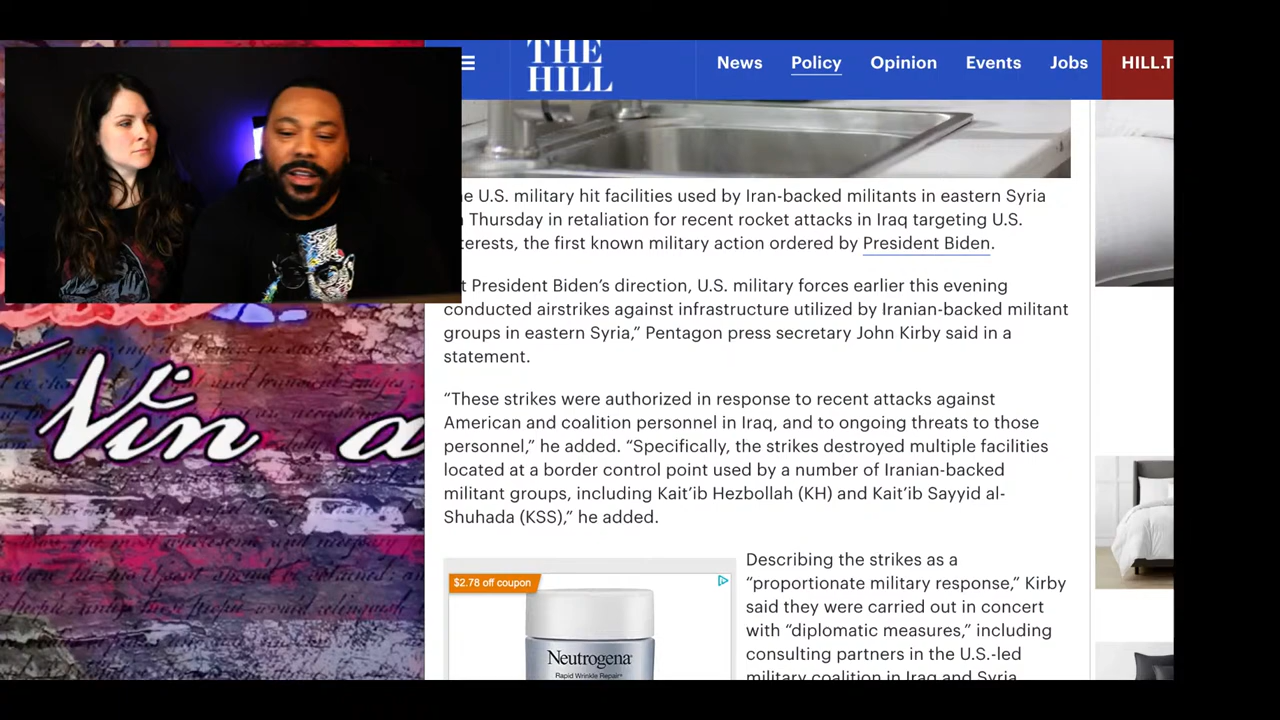 THE
HILL
News Policy Opinion Events Jobs HILL.T
U.S. military hit facilities used by Iran-backed militants in eastern Syria
Thursday in retaliation for recent rocket attacks in Iraq targeting U.S.
terests, the first known military action ordered by President Biden.
t President Biden’s direction, U.S. military forces earlier this evening
conducted airstrikes against infrastructure utilized by Iranian-backed militant
groups in eastern Syria,” Pentagon press secretary John Kirby said in a
statement.
“These strikes were authorized in response to recent attacks against
American and coalition personnel in Iraq, and to ongoing threats to those
personnel,” he added. “Specifically, the strikes destroyed multiple facilities
located at a border control point used by a number of Iranian-backed
militant groups, including Kait’ib Hezbollah (KH) and Kait’ib Sayyid al-
Shuhada (KSS),” he added.
Describing the strikes as a
“proportionate military response,” Kirby
said they were carried out in concert
with “diplomatic measures,” including
consulting partners in the U.S.-led
military coalition in Iraq and Syria
$2.78 off coupon
Neutrogena
Rapid Wrinkle Repair
Vin a